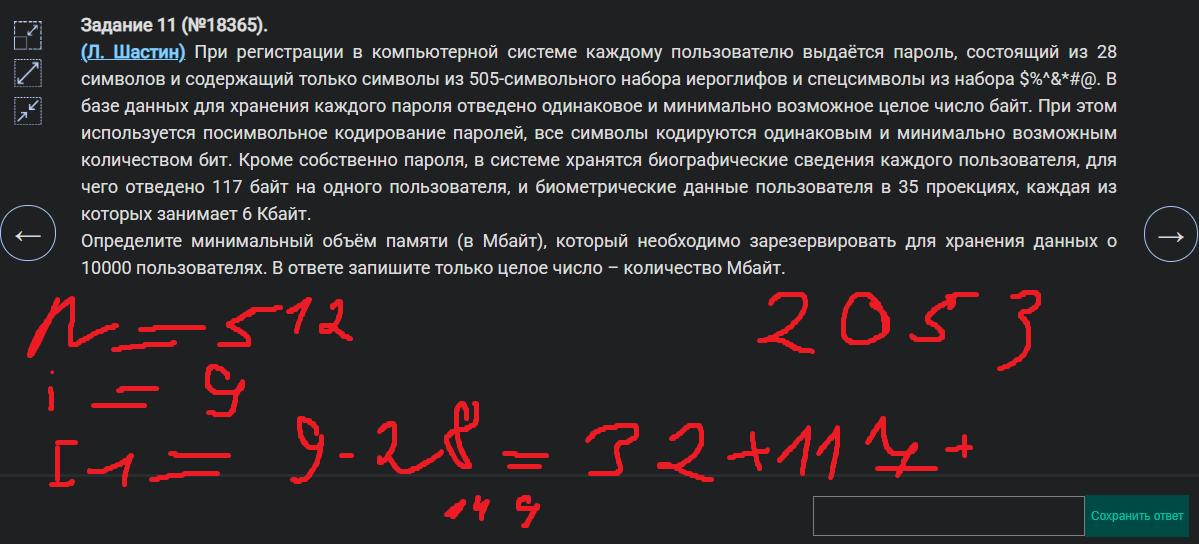 Задание 11 (№18365).
(Л. Шастин) При регистрации в компьютерной системе каждому пользователю выдаётся пароль, состоящий из 28
символов и содержащий только символы из 505-символьного набора иероглифов и спецсимволы из набора $%^&*#@. В
базе данных для хранения каждого пароля отведено одинаковое и минимально возможное целое число байт. При этом
используется посимвольное кодирование паролей, все символы кодируются одинаковым и минимально возможным
количеством бит. Кроме собственно пароля, в системе хранятся биографические сведения каждого пользователя, для
чего отведено 117 байт на одного пользователя, и биометрические данные пользователя в 35 проекциях, каждая из
которых занимает 6 Кбайт.
Определите минимальный объём памяти (в Мбайт), который необходимо зарезервировать для хранения данных о
10000 пользователях. В ответе запишите только целое число – количество Мбайт.
N = 512
2053
i = 9
I-1 = 9 · 28 = 32 + 117 +
149
Сохранить ответ